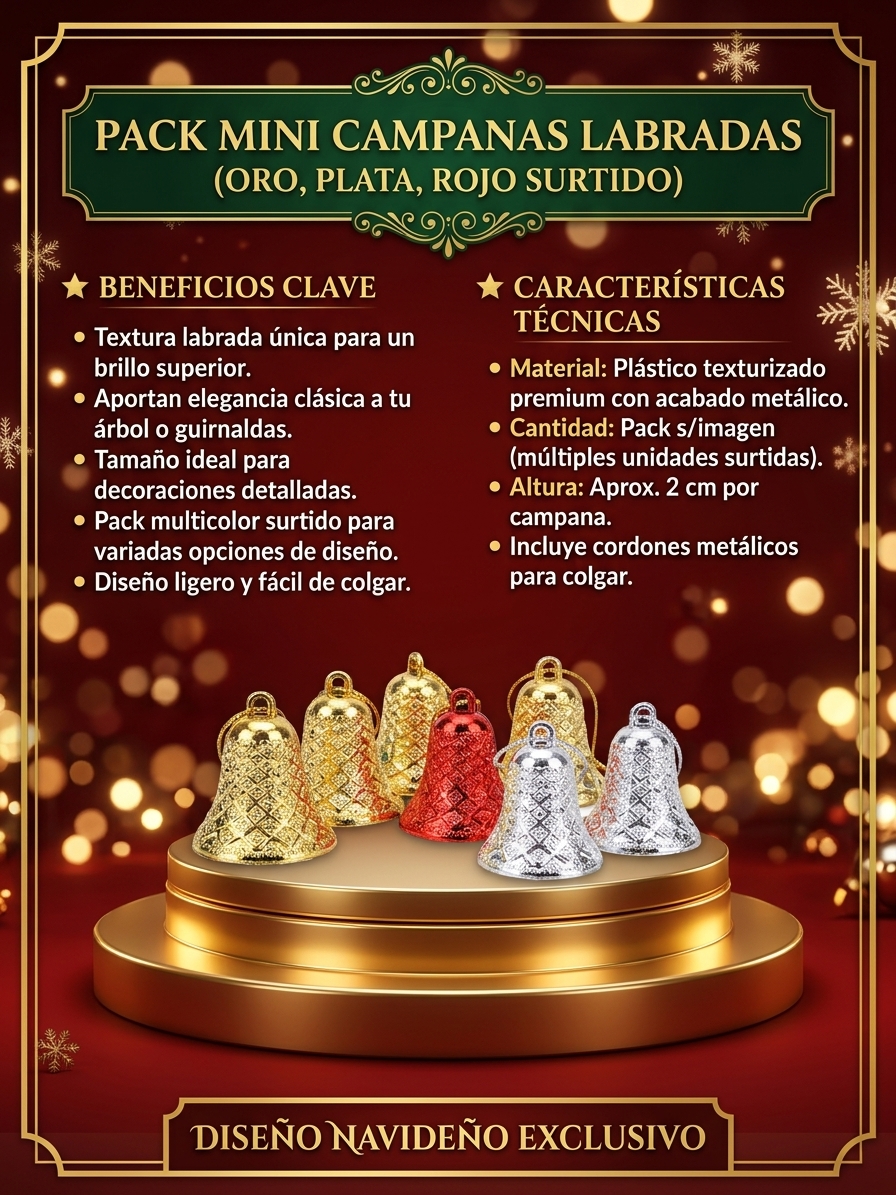 PACK MINI CAMPANAS LABRADAS
(ORO, PLATA, ROJO SURTIDO)
BENEFICIOS CLAVE
• Textura labrada única para un
brillo superior.
• Aportan elegancia clásica a tu
árbol o guirnaldas.
• Tamaño ideal para
decoraciones detalladas.
• Pack multicolor surtido para
variadas opciones de diseño.
• Diseño ligero y fácil de colgar.
CARACTERÍSTICAS
TÉCNICAS
• Material: Plástico texturizado
premium con acabado metálico.
• Cantidad: Pack s/imagen
(múltiples unidades surtidas).
• Altura: Aprox. 2 cm por
campana.
• Incluye cordones metálicos
para colgar.
DISEÑO NAVIDEÑO EXCLUSIVO